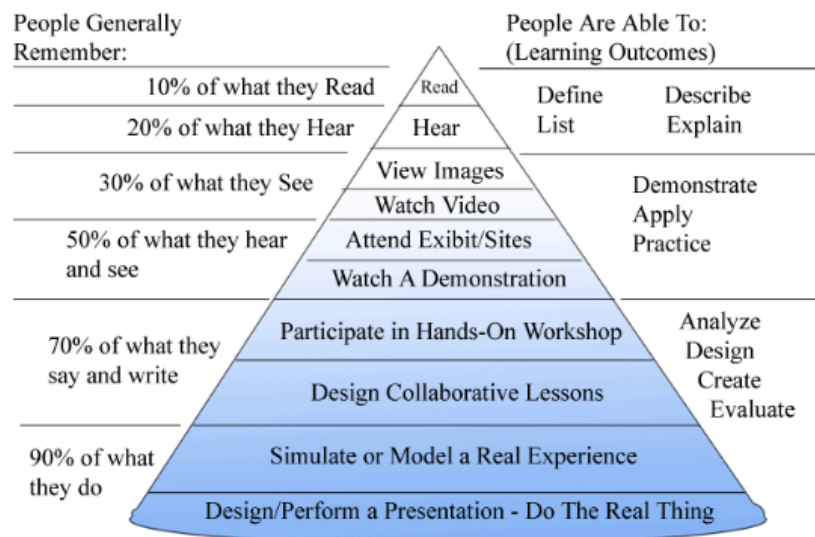 People Generally
Remember:
People Are Able To:
(Learning Outcomes)
10% of what they Read
Read
Define
Describe
List
Explain
20% of what they Hear
Hear
30% of what they See
View Images
Watch Video
Demonstrate
Apply
Practice
50% of what they hear
and see
Attend Exibit/Sites
Watch A Demonstration
70% of what they
say and write
Participate in Hands-On Workshop
Design Collaborative Lessons
Analyze
Design
Create
Evaluate
90% of what
they do
Simulate or Model a Real Experience
Design/Perform a Presentation - Do The Real Thing